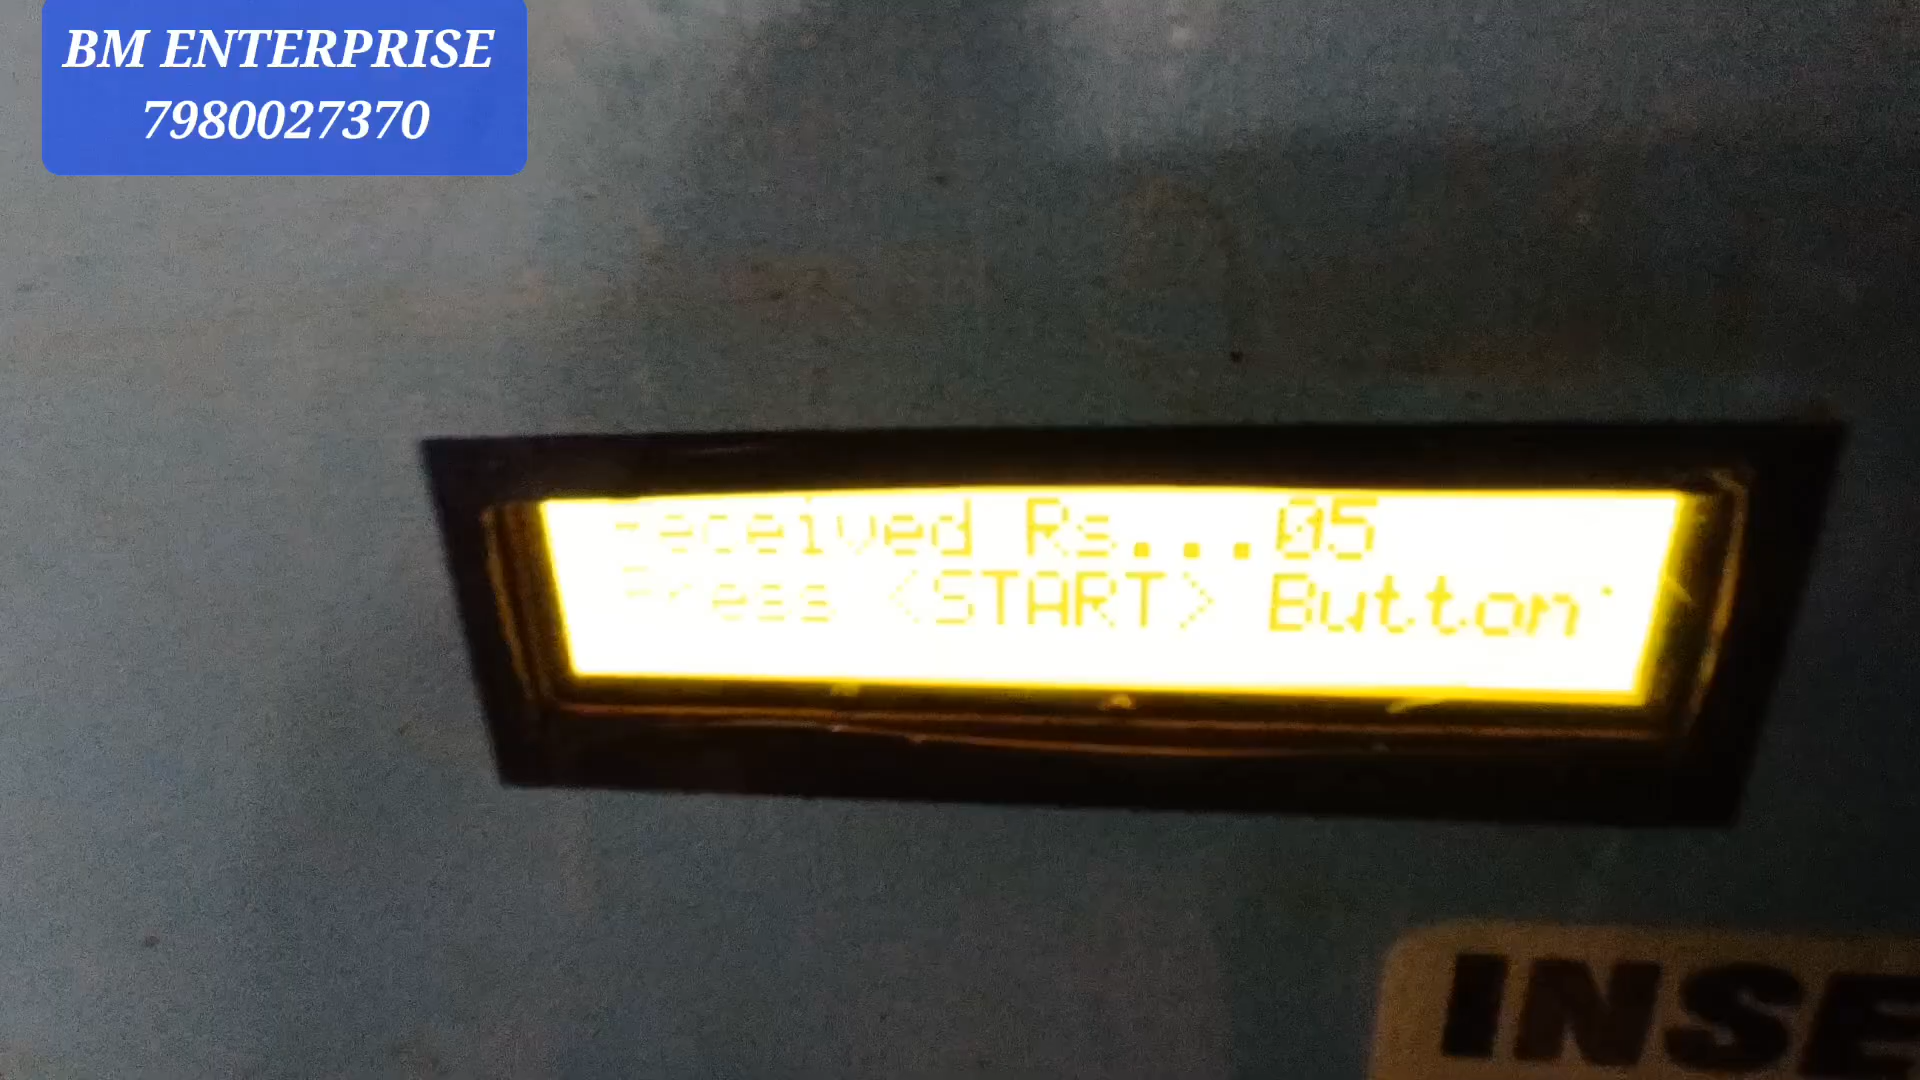 BM ENTERPRISE
7980027370
Received Rs...05
Press <START> Button
INSE